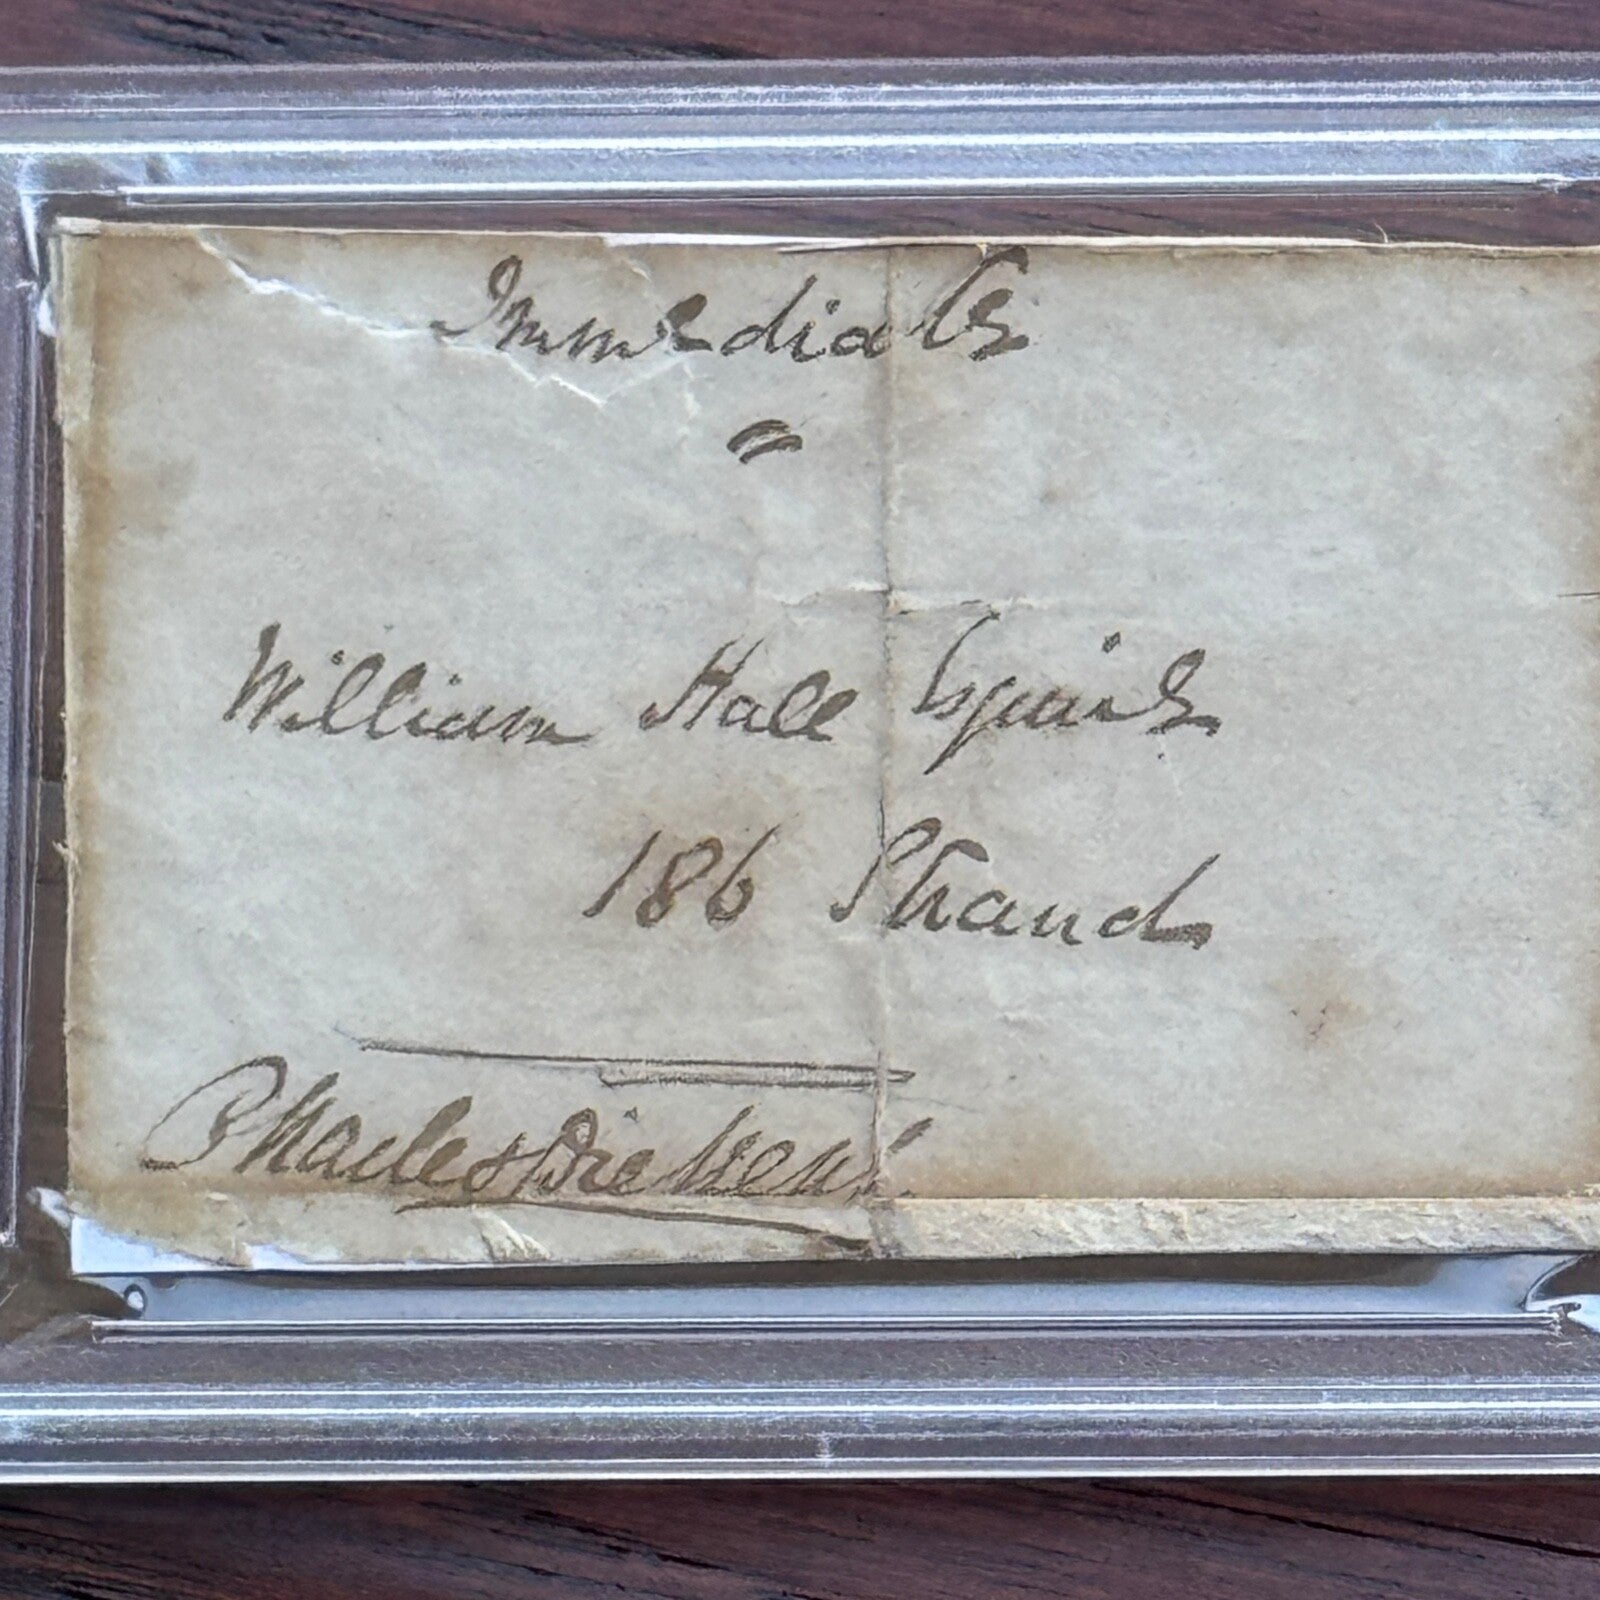 Immediate
William Hall Esquire
186 Strand
Charles Dickens